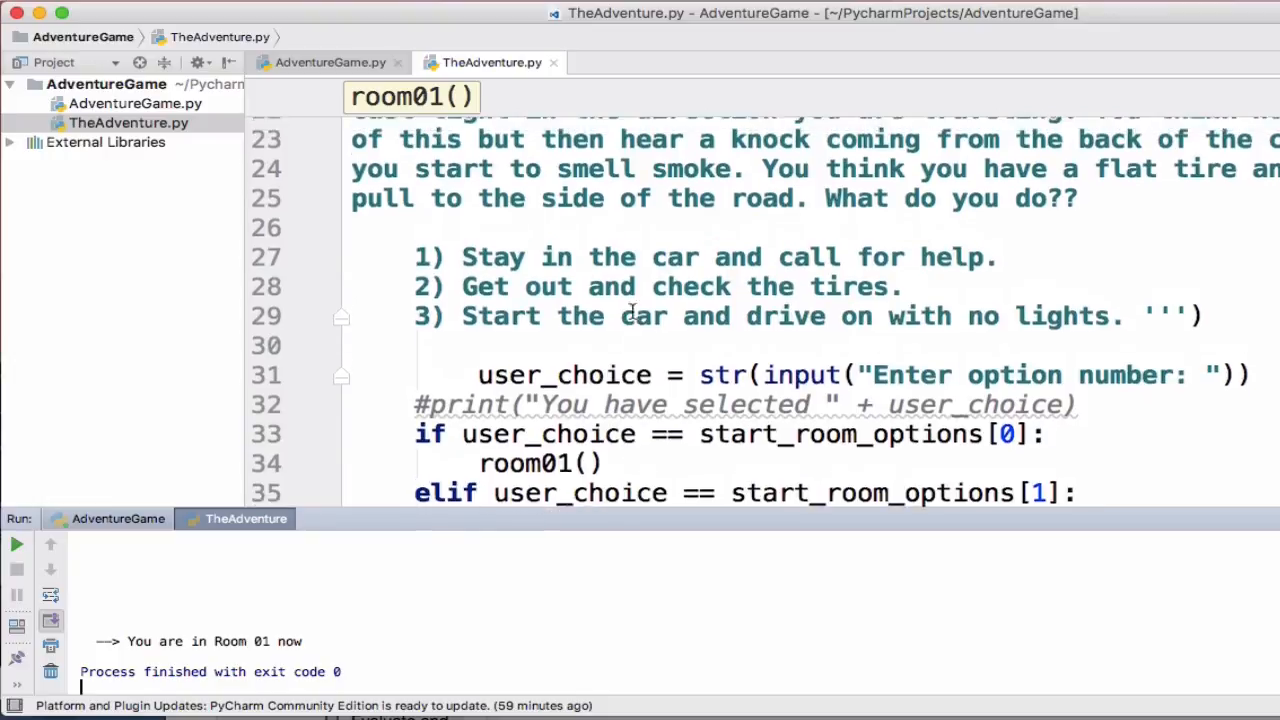 TheAdventure.py - AdventureGame - [~/PycharmProjects/AdventureGame]
AdventureGame TheAdventure.py
Project AdventureGame.py TheAdventure.py
AdventureGame ~/Pycharm
AdventureGame.py
TheAdventure.py
External Libraries
room01()
23 of this but then hear a knock coming from the back of the c
24 you start to smell smoke. You think you have a flat tire an
25 pull to the side of the road. What do you do??
26
27 1) Stay in the car and call for help.
28 2) Get out and check the tires.
29 3) Start the car and drive on with no lights. ''')
30
31 user_choice = str(input("Enter option number: "))
32 #print("You have selected " + user_choice)
33 if user_choice == start_room_options[0]:
34 room01()
35 elif user_choice == start_room_options[1]:
Run: AdventureGame TheAdventure
--> You are in Room 01 now
Process finished with exit code 0
Platform and Plugin Updates: PyCharm Community Edition is ready to update. (59 minutes ago)